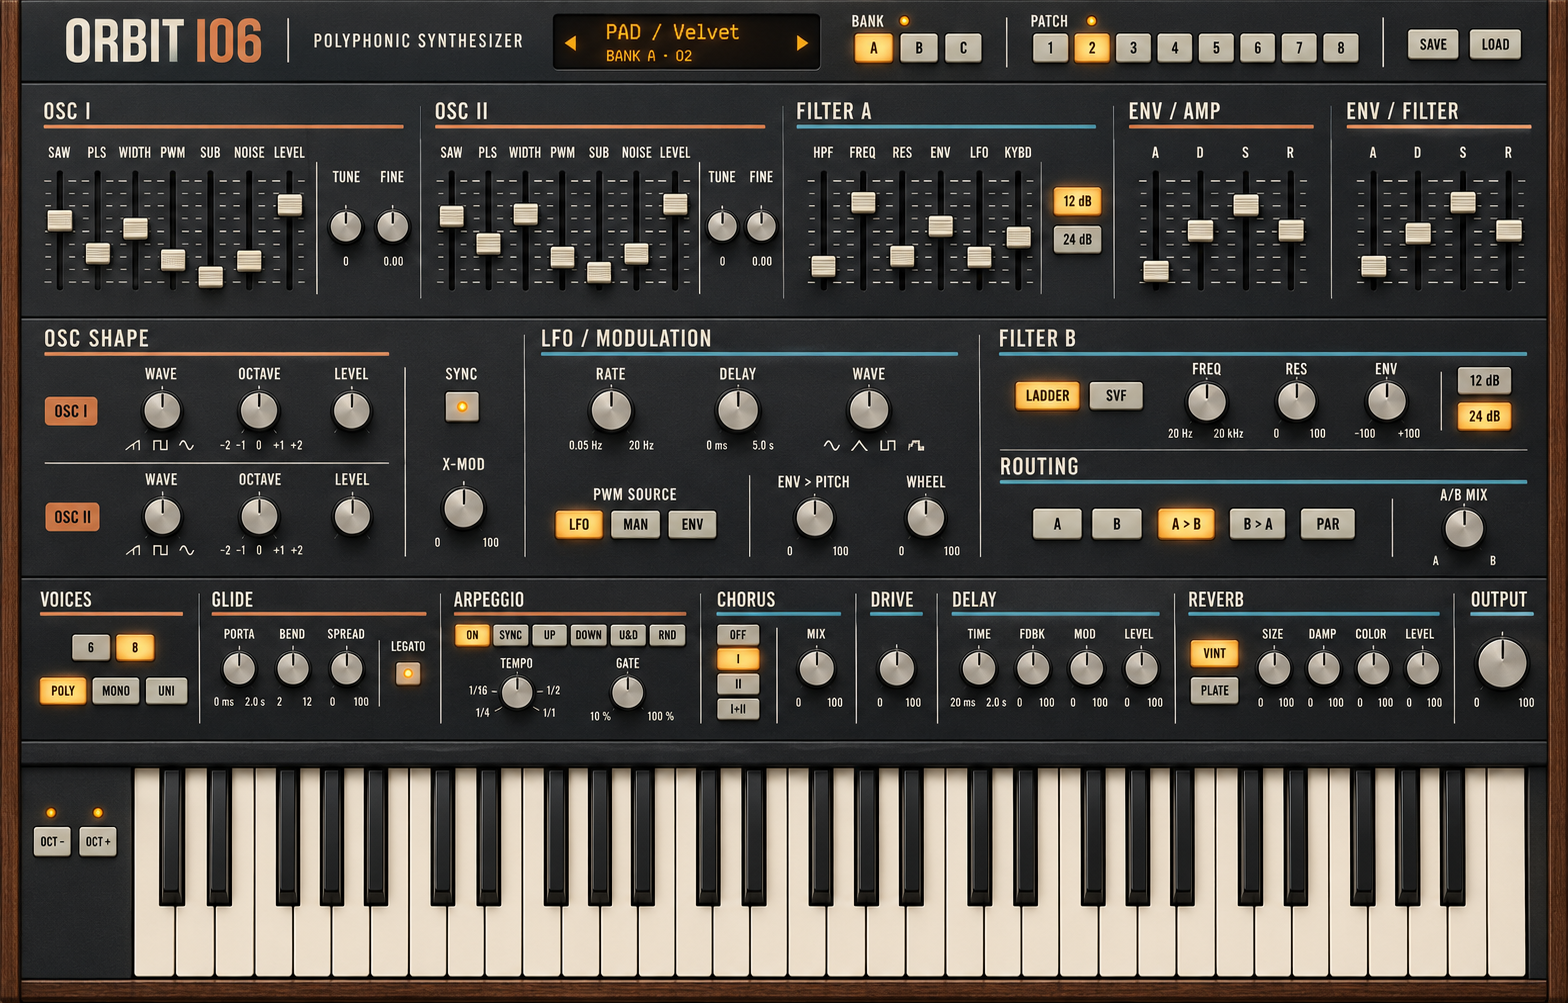 ORBIT 106
POLYPHONIC SYNTHESIZER
PAD / Velvet
BANK A · 02
BANK
A B C
PATCH
1 2 3 4 5 6 7 8
SAVE LOAD
OSC I
SAW PLS WIDTH PWM SUB NOISE LEVEL
TUNE FINE
0 0.00
OSC II
SAW PLS WIDTH PWM SUB NOISE LEVEL
TUNE FINE
0 0.00
FILTER A
HPF FREQ RES ENV LFO KYBD
12 dB
24 dB
ENV / AMP
A D S R
ENV / FILTER
A D S R
OSC SHAPE
WAVE OCTAVE LEVEL
OSC I
-2 -1 0 +1 +2
WAVE OCTAVE LEVEL
OSC II
-2 -1 0 +1 +2
SYNC
X-MOD
0 100
LFO / MODULATION
RATE DELAY WAVE
0.05 Hz 20 Hz 0 ms 5.0 s
PWM SOURCE
LFO MAN ENV
ENV > PITCH WHEEL
0 100 0 100
FILTER B
LADDER SVF
FREQ RES ENV
20 Hz 20 kHz 0 100 -100 +100
12 dB
24 dB
ROUTING
A B A > B B > A PAR
A/B MIX
A B
VOICES
6 8
POLY MONO UNI
GLIDE
PORTA BEND SPREAD
0 ms 2.0 s 2 12 0 100
LEGATO
ARPEGGIO
ON SYNC UP DOWN U&D RND
TEMPO GATE
1/16 1/2
1/4 1/1
10 % 100 %
CHORUS
OFF
I
II
I+II
MIX
0 100
DRIVE
0 100
DELAY
TIME FDBK MOD LEVEL
20 ms 2.0 s 0 100 0 100 0 100
REVERB
VINT
PLATE
SIZE DAMP COLOR LEVEL
0 100 0 100 0 100 0 100
OUTPUT
0 100
OCT - OCT +